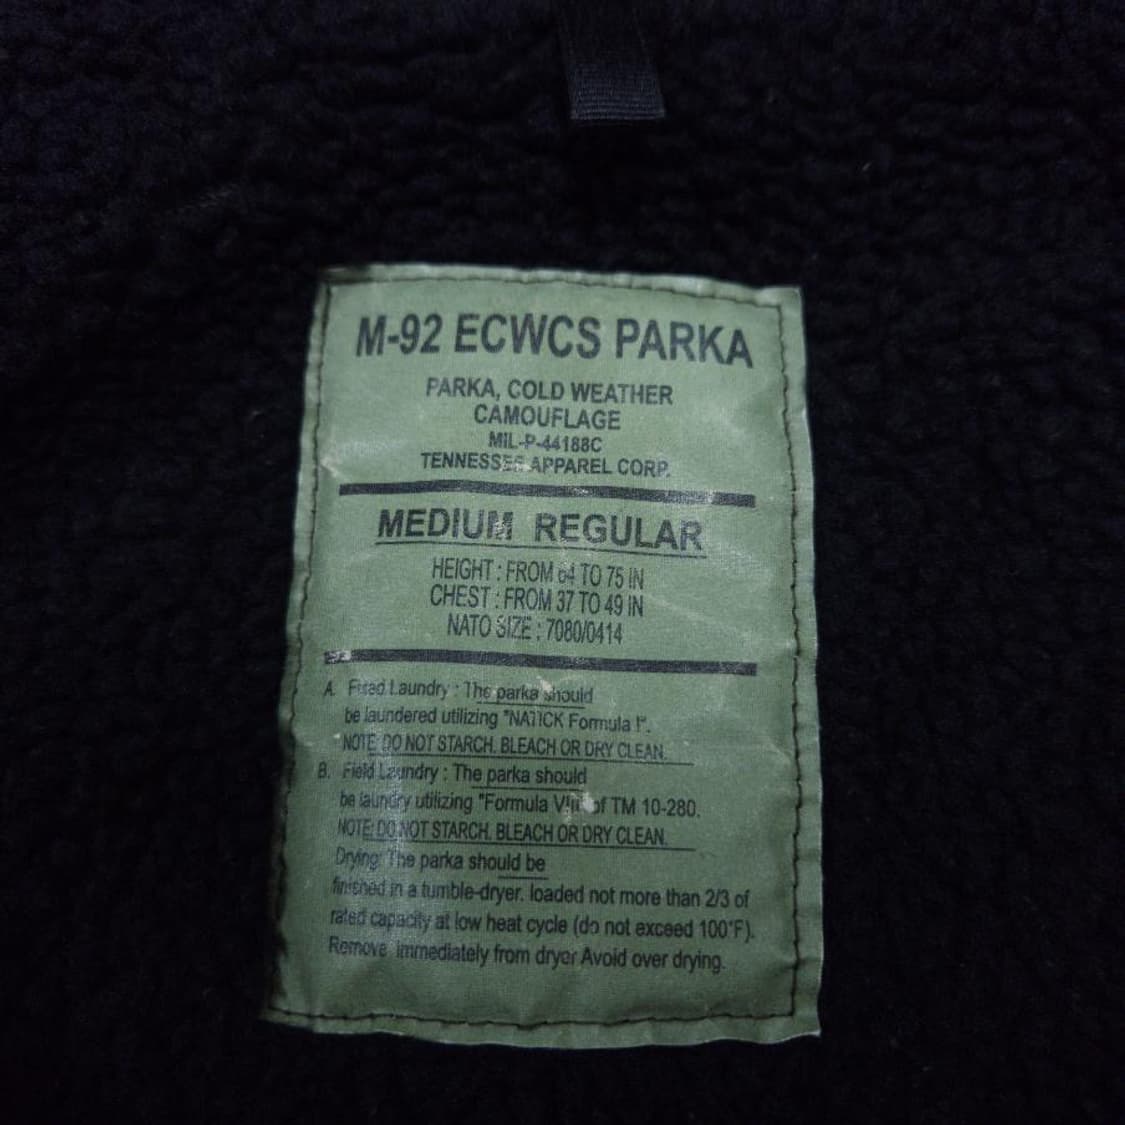 M-92 ECWCS PARKA
PARKA, COLD WEATHER
CAMOUFLAGE
MIL-P-44188C
TENNESSEE APPAREL CORP.
MEDIUM REGULAR
HEIGHT : FROM 64 TO 75 IN
CHEST : FROM 37 TO 49 IN
NATO SIZE : 7080/0414
A. Fixed Laundry : The parka should
be laundered utilizing "NATICK Formula I".
NOTE: DO NOT STARCH. BLEACH OR DRY CLEAN.
B. Field Laundry : The parka should
be laundry utilizing "Formula of TM 10-280.
NOTE: DO NOT STARCH. BLEACH OR DRY CLEAN.
Drying: The parka should be
finished in a tumble-dryer. loaded not more than 2/3 of
rated capacity at low heat cycle (do not exceed 100°F).
Remove immediately from dryer Avoid over drying.